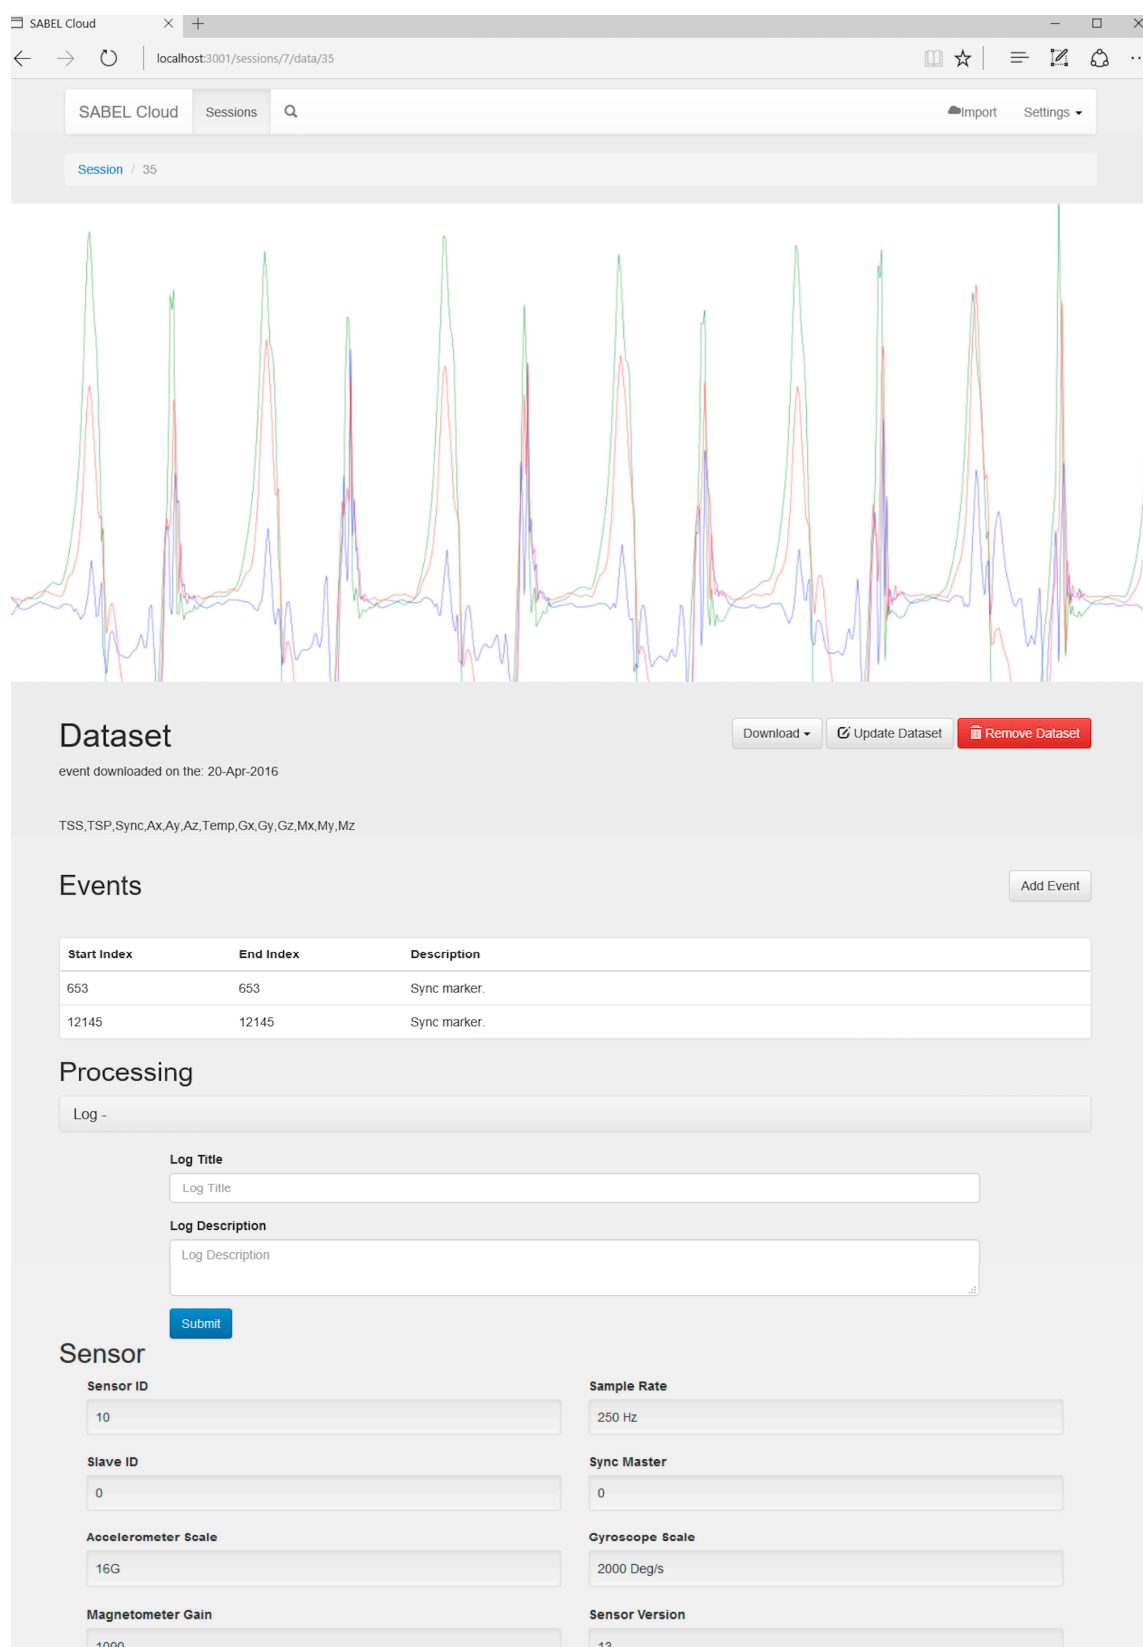 SABEL Cloud
localhost:3001/sessions/7/data/35
SABEL Cloud Sessions Import Settings
Session / 35
Dataset
Download Update Dataset Remove Dataset
event downloaded on the: 20-Apr-2016
TSS,TSP,Sync,Ax,Ay,Az,Temp,Gx,Gy,Gz,Mx,My,Mz
Events
Add Event
Start Index End Index Description
653 653 Sync marker.
12145 12145 Sync marker.
Processing
Log -
Log Title
Log Title
Log Description
Log Description
Submit
Sensor
Sensor ID Sample Rate
10 250 Hz
Slave ID Sync Master
0 0
Accelerometer Scale Gyroscope Scale
16G 2000 Deg/s
Magnetometer Gain Sensor Version
1090 13